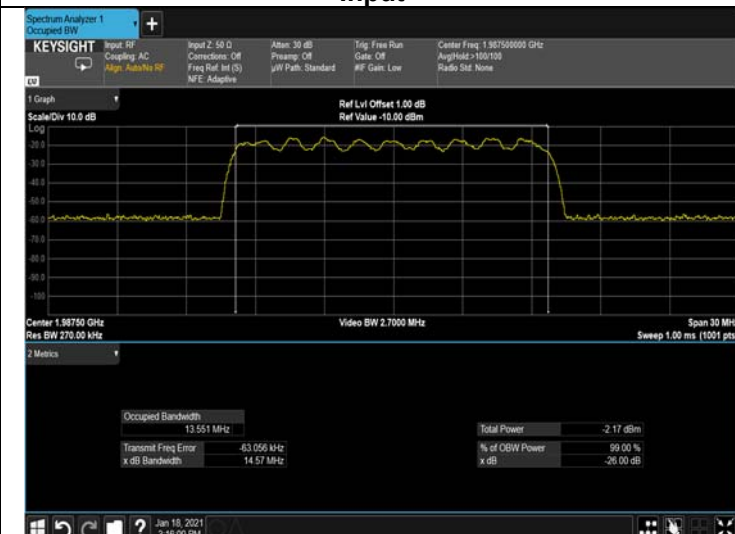 Input
Spectrum Analyzer 1
Occupied BW
KEYSIGHT
Input: RF
Coupling: AC
Align: Auto/No RF
Input Z: 50 Ω
Corrections: Off
Freq Ref: Int (S)
NFE: Adaptive
Atten: 30 dB
Preamp: Off
µW Path: Standard
Trig: Free Run
Gate: Off
#IF Gain: Low
Center Freq: 1.987500000 GHz
Avg|Hold:>100/100
Radio Std: None
1 Graph
Scale/Div 10.0 dB
Ref Lvl Offset 1.00 dB
Ref Value -10.00 dBm
Log
-20.0
-30.0
-40.0
-50.0
-60.0
-70.0
-80.0
-90.0
-100
Center 1.98750 GHz
Res BW 270.00 kHz
Video BW 2.7000 MHz
Span 30 MH
Sweep 1.00 ms (1001 pts
2 Metrics
Occupied Bandwidth
13.551 MHz
Transmit Freq Error -63.056 kHz
x dB Bandwidth 14.57 MHz
Total Power -2.17 dBm
% of OBW Power 99.00 %
x dB -26.00 dB
?
Jan 18, 2021